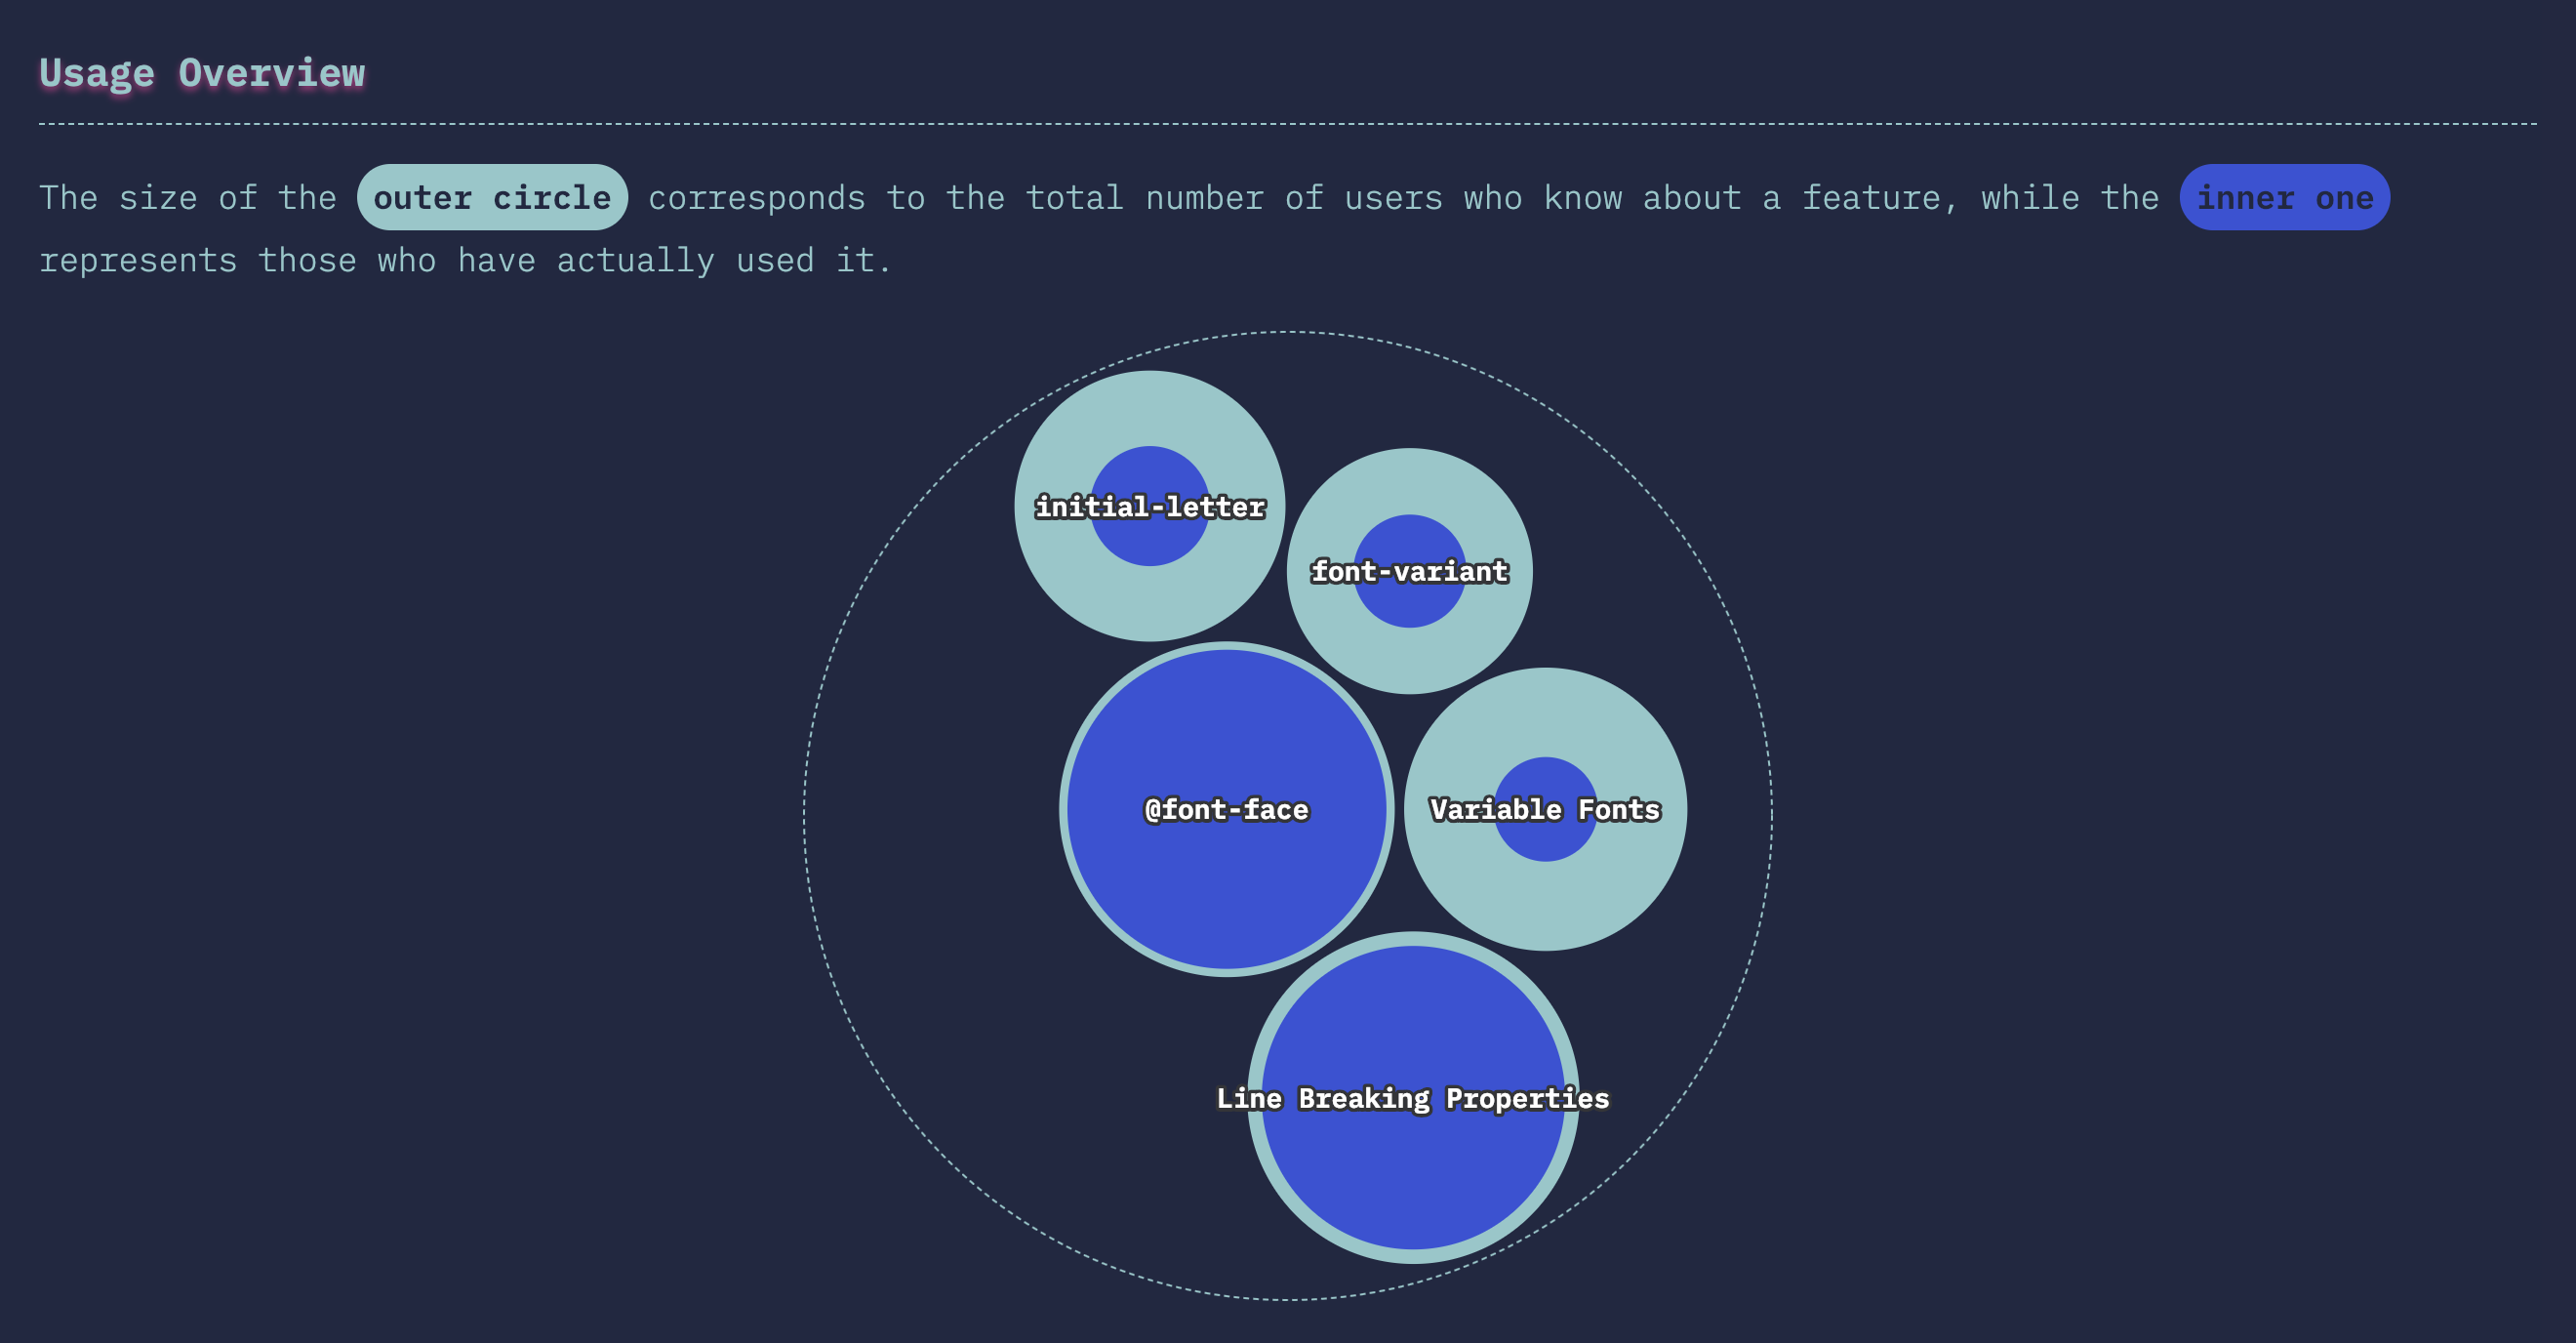 Usage Overview
The size of the outer circle corresponds to the total number of users who know about a feature, while the inner one
represents those who have actually used it.
initial-letter
font-variant
@font-face
Variable Fonts
Line Breaking Properties